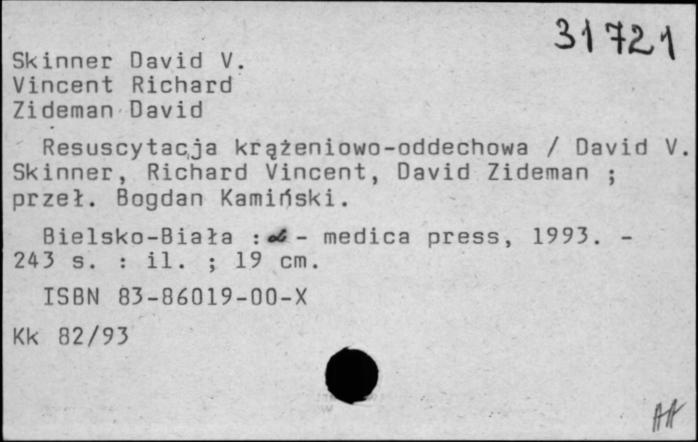 31721
Skinner David V.
Vincent Richard
Zideman David
Resuscytacja krążeniowo-oddechowa / David V.
Skinner, Richard Vincent, David Zideman ;
przeł. Bogdan Kamiński.
Bielsko-Biała : α - medica press, 1993. -
243 s. : il. ; 19 cm.
ISBN 83-86019-00-X
Kk 82/93